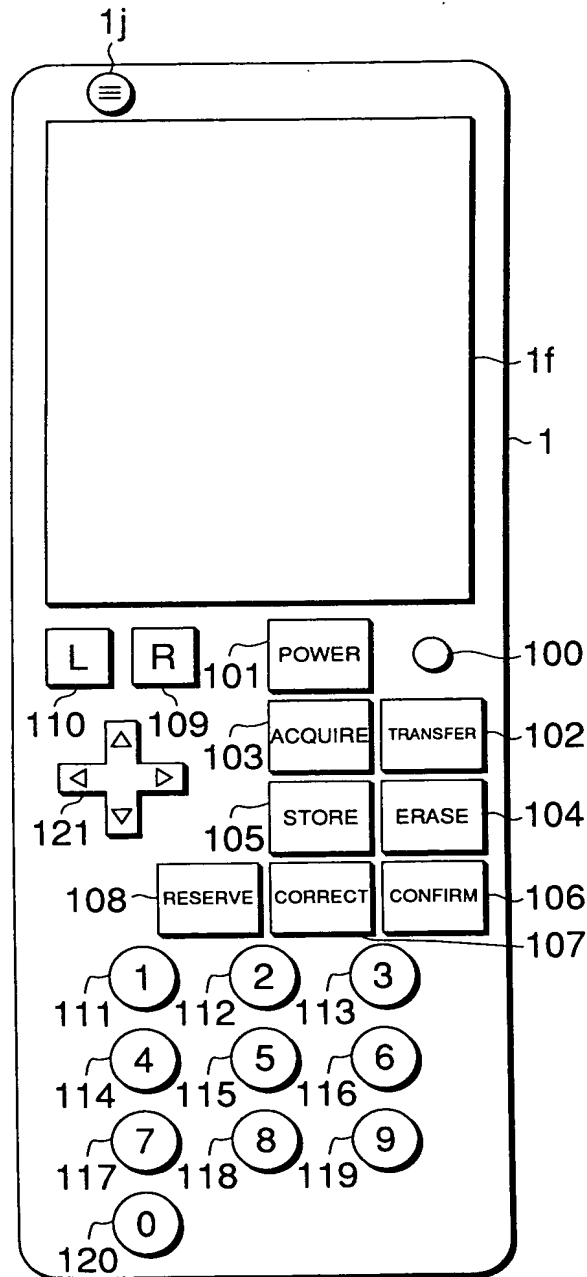 1j
1f
1
L R POWER 100
101
110 109 ACQUIRE TRANSFER
103 102
121 STORE ERASE 104
105
108 RESERVE CORRECT CONFIRM 106
107
1 2 3
111 112 113
4 5 6
114 115 116
7 8 9
117 118 119
0
120